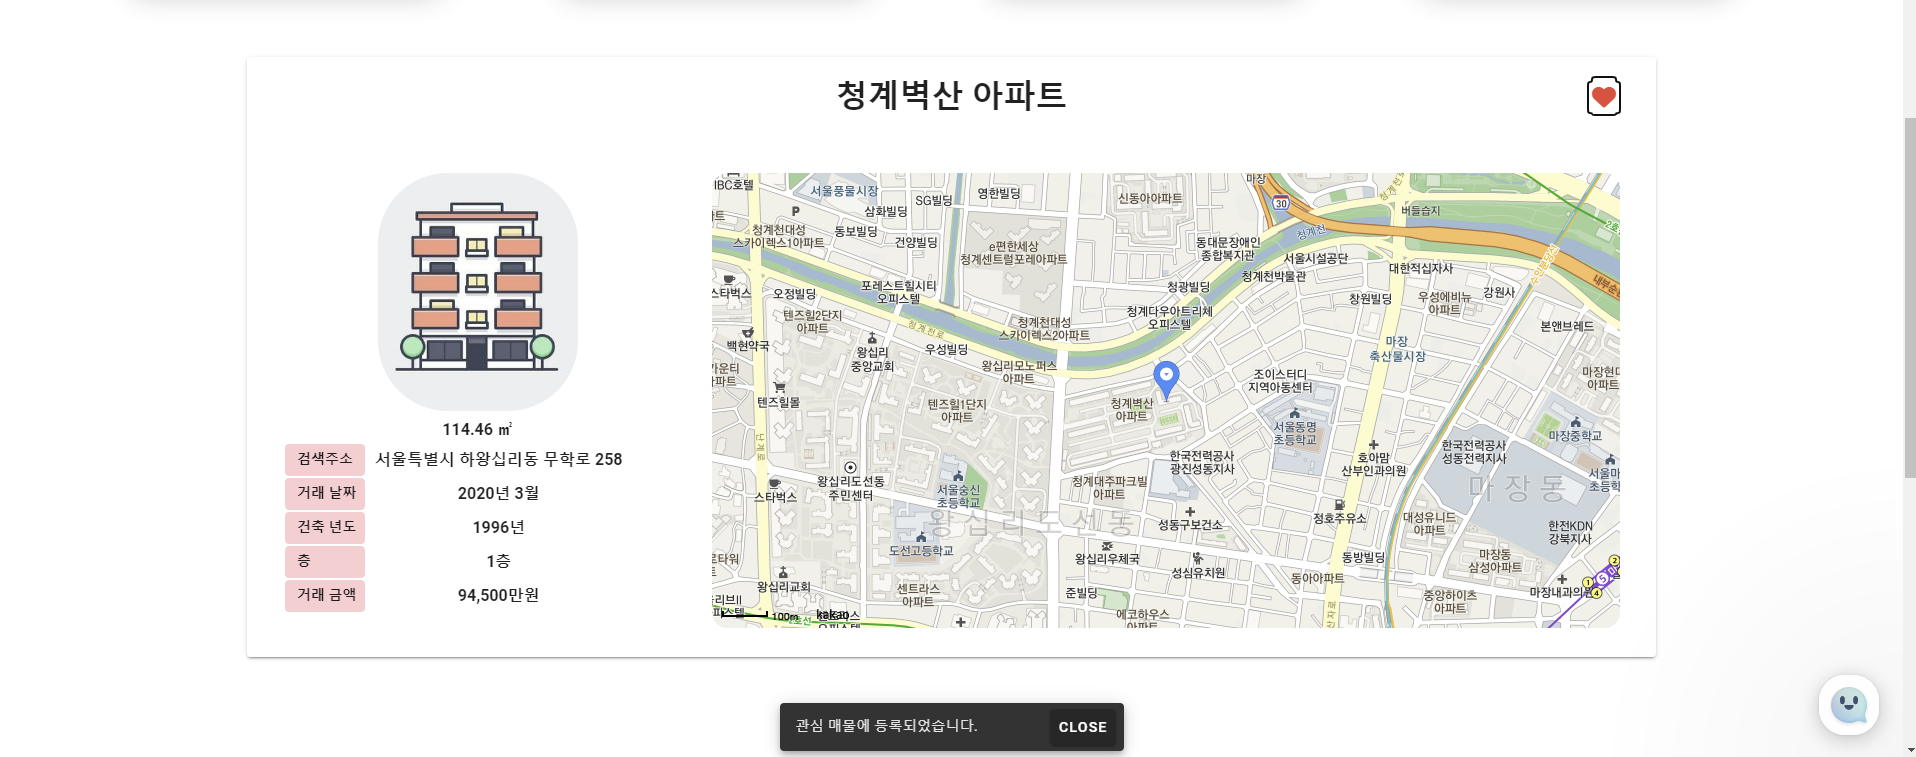 청계벽산 아파트
114.46 ㎡
검색주소 서울특별시 하왕십리동 무학로 258
거래 날짜 2020년 3월
건축 년도 1996년
층 1층
거래 금액 94,500만원
IBC호텔
서울풍물시장
P
삼화빌딩
SG빌딩
영한빌딩
동보빌딩
건양빌딩
청계천대성
스카이렉스1아파트
e편한세상
청계센트럴포레아파트
신동아아파트
마장
30
청계천
버들습지
동대문장애인
종합복지관
서울시설공단
청계천박물관
대한적십자사
스타벅스
오정빌딩
포레스트힐시티
오피스텔
청광빌딩
창원빌딩
우성에비뉴
아파트
강원사
텐즈힐2단지
아파트
청계천로
청계천대성
스카이렉스2아파트
청계다우아트리체
오피스텔
본앤브레드
백현약국
왕십리
중앙교회
우성빌딩
왕십리모노퍼스
아파트
마장
축산물시장
텐즈힐몰
텐즈힐1단지
아파트
청계벽산
아파트
조이스터디
지역아동센터
서울동명
초등학교
마장중학교
한국전력공사
성동전력지사
한국전력공사
광진성동지사
호아맘
산부인과의원
왕십리도선동
주민센터
서울숭신
초등학교
스타벅스
청계대주파크빌
아파트
마장동
왕십리도선동
성동구보건소
정호주유소
대성유니드
아파트
한전KDN
강북지사
도선고등학교
왕십리우체국
동방빌딩
마장동
삼성아파트
왕십리교회
센트라스
아파트
성심유치원
동아아파트
준빌딩
중앙하이츠
아파트
마장내과의원
에코하우스
아파트
100m
kakao
관심 매물에 등록되었습니다. CLOSE